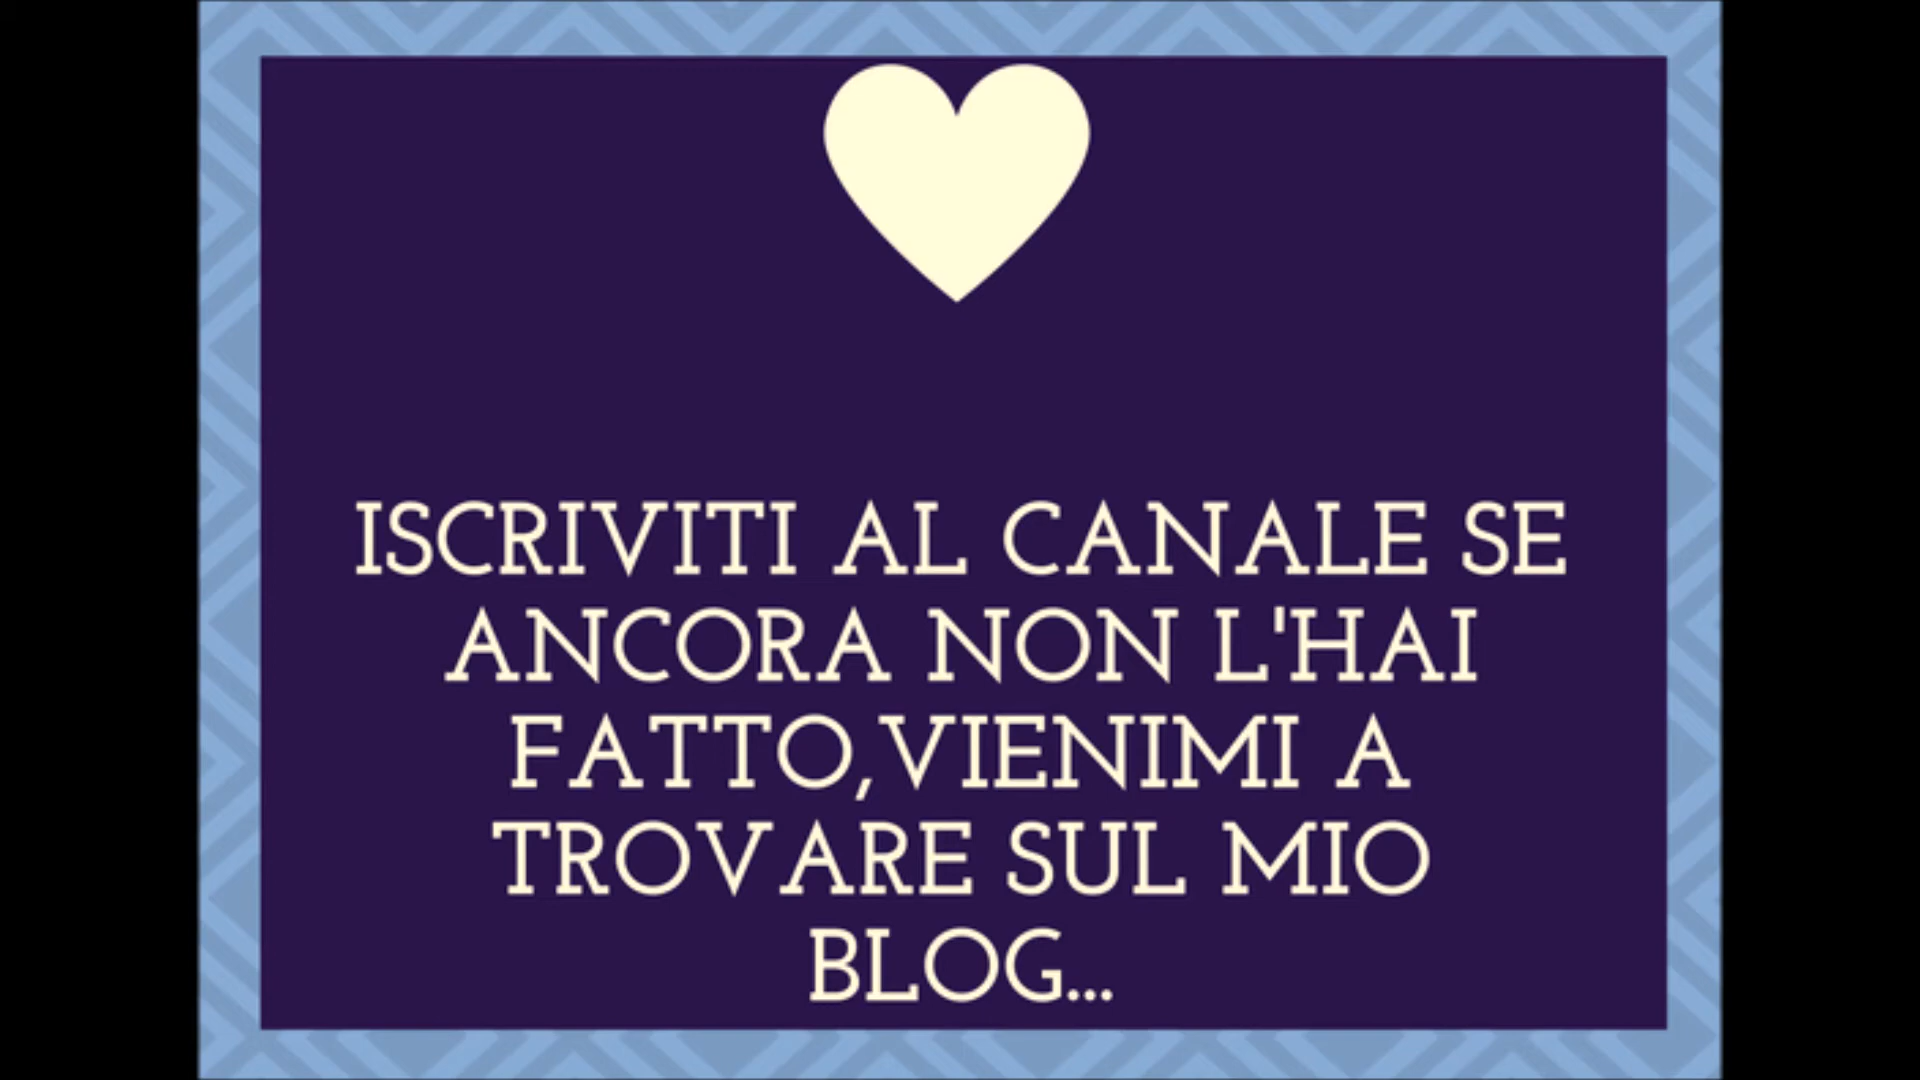 ISCRIVITI AL CANALE SE
ANCORA NON L'HAI
FATTO,VIENIMI A
TROVARE SUL MIO
BLOG...